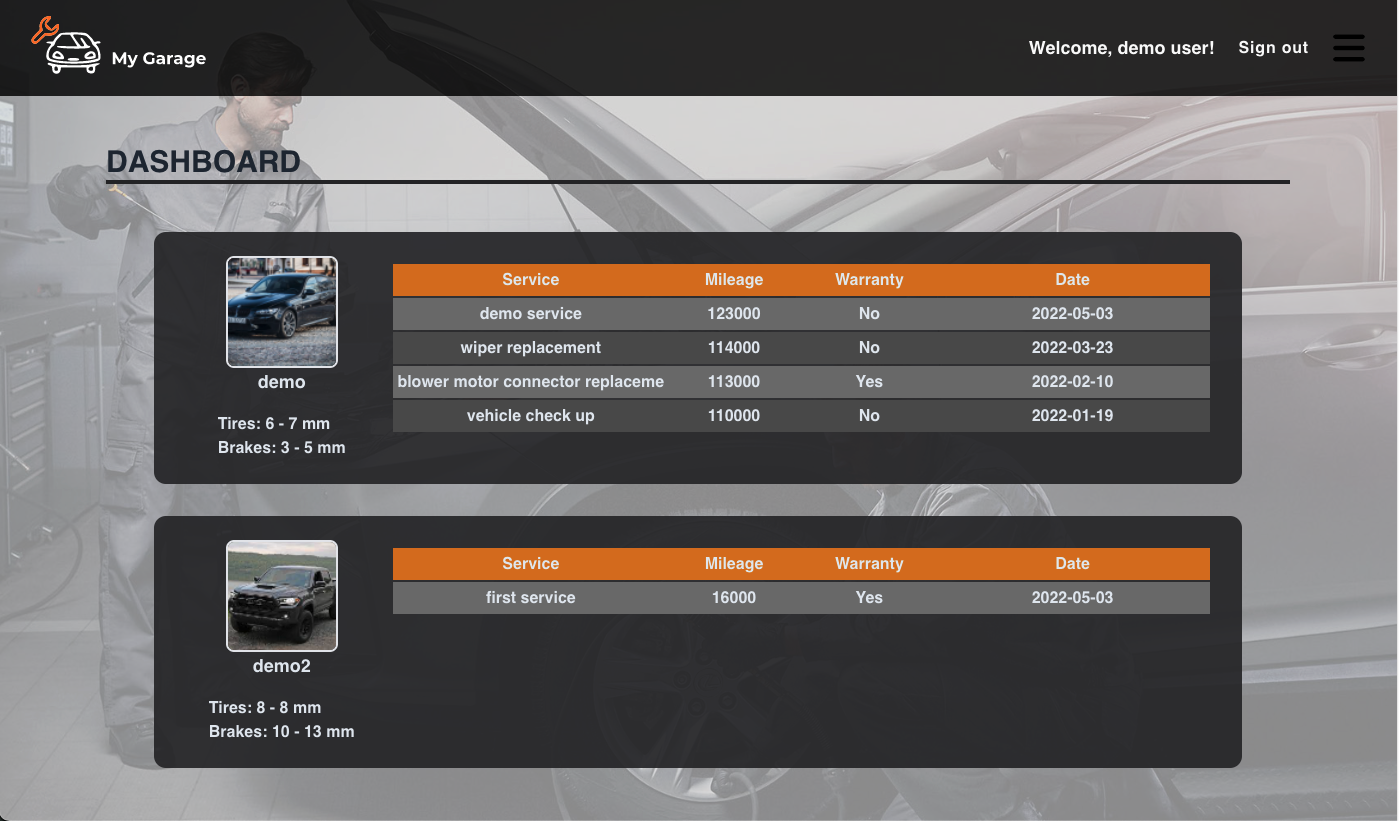 My Garage
Welcome, demo user! Sign out
DASHBOARD
Service Mileage Warranty Date
demo service 123000 No 2022-05-03
wiper replacement 114000 No 2022-03-23
blower motor connector replaceme 113000 Yes 2022-02-10
vehicle check up 110000 No 2022-01-19
demo
Tires: 6 - 7 mm
Brakes: 3 - 5 mm
Service Mileage Warranty Date
first service 16000 Yes 2022-05-03
demo2
Tires: 8 - 8 mm
Brakes: 10 - 13 mm